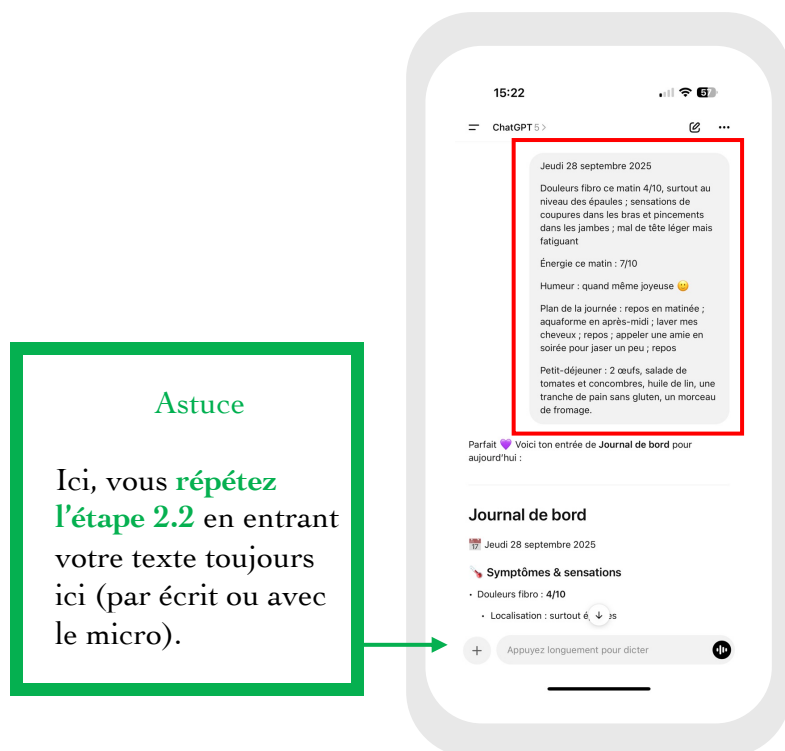 15:22
57
ChatGPT 5 >
Jeudi 28 septembre 2025
Douleurs fibro ce matin 4/10, surtout au
niveau des épaules ; sensations de
coupures dans les bras et pincements
dans les jambes ; mal de tête léger mais
fatiguant
Énergie ce matin : 7/10
Humeur : quand même joyeuse 🙂
Plan de la journée : repos en matinée ;
aquaforme en après-midi ; laver mes
cheveux ; repos ; appeler une amie en
soirée pour jaser un peu ; repos
Petit-déjeuner : 2 œufs, salade de
tomates et concombres, huile de lin, une
tranche de pain sans gluten, un morceau
de fromage.
Parfait 💜 Voici ton entrée de Journal de bord pour
aujourd'hui :
Journal de bord
📅 Jeudi 28 septembre 2025
🌡️ Symptômes & sensations
• Douleurs fibro : 4/10
• Localisation : surtout
Appuyez longuement pour dicter
Astuce
Ici, vous répétez
l'étape 2.2 en entrant
votre texte toujours
ici (par écrit ou avec
le micro).